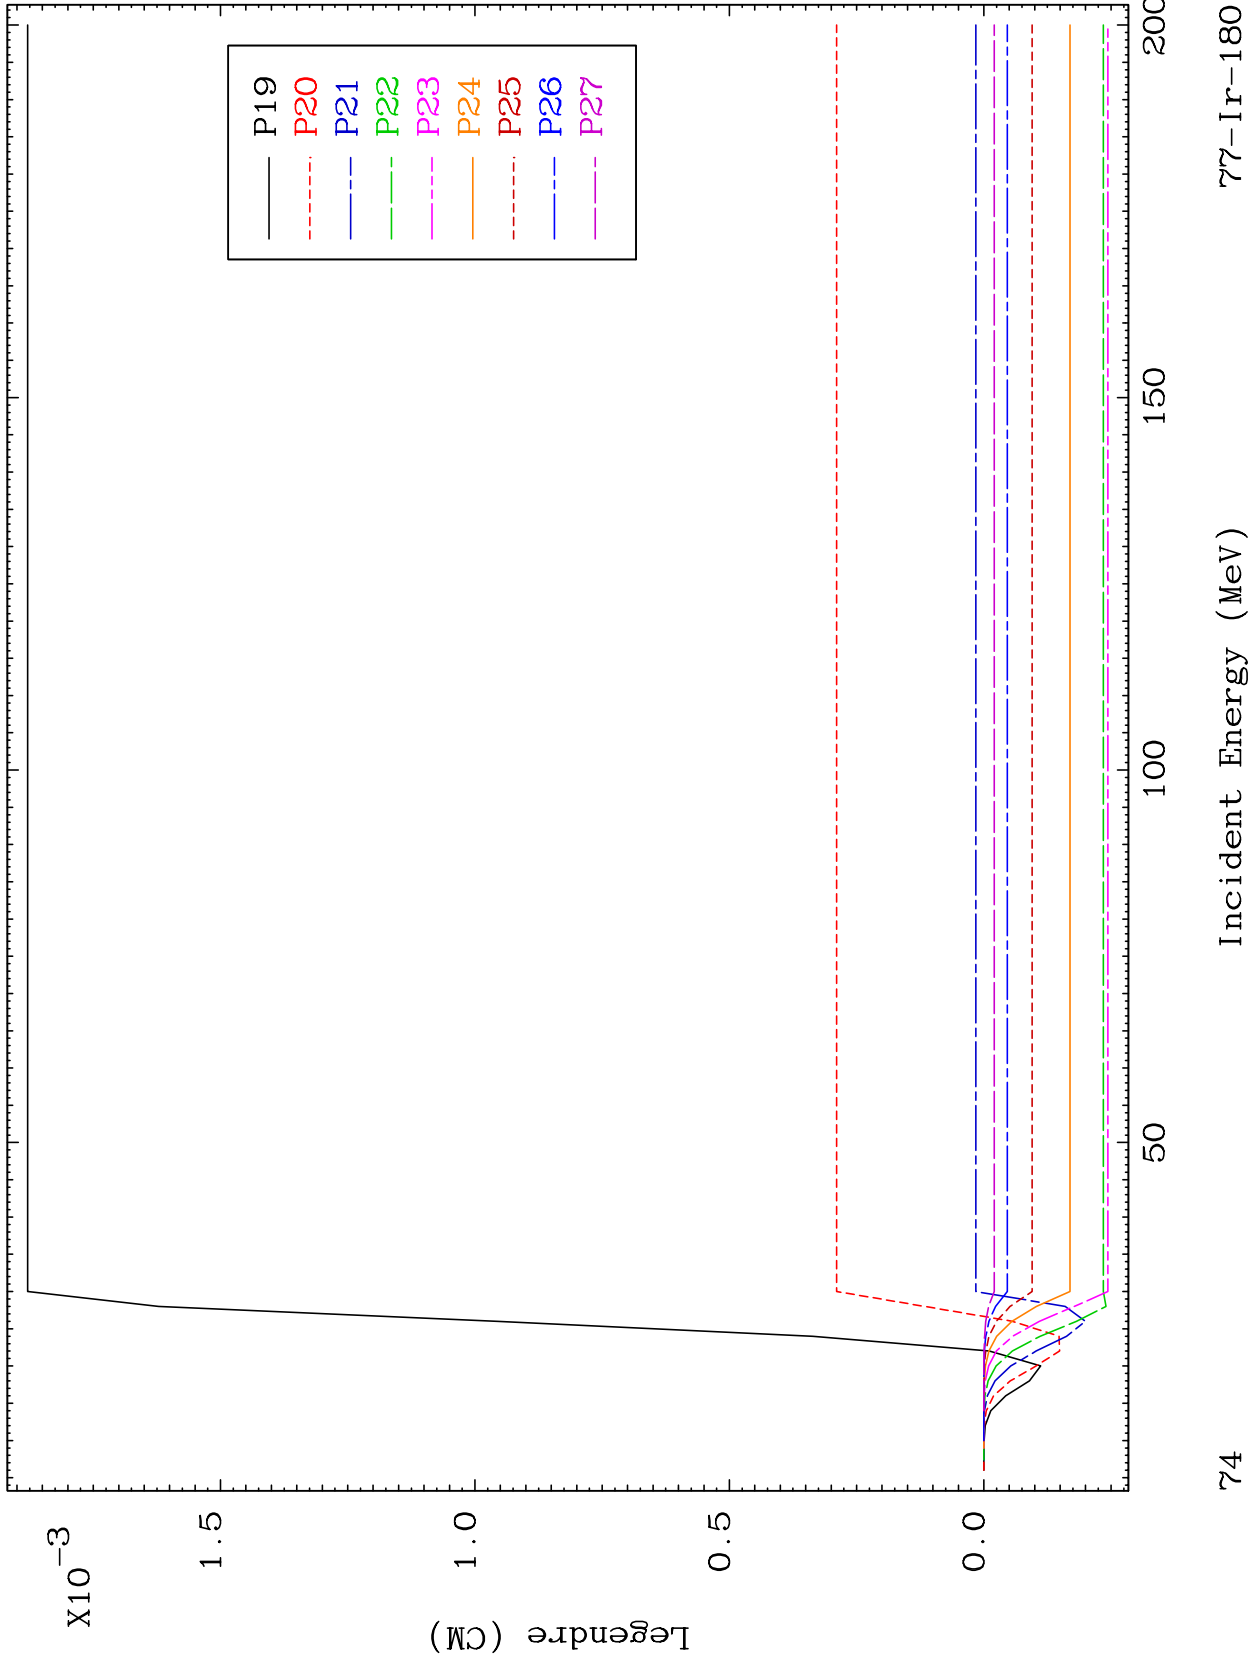 X10-3
1.5
1.0
0.5
0.0
Legendre (CM)
P19
P20
P21
P22
P23
P24
P25
P26
P27
50
100
150
200
Incident Energy (MeV)
74
77-Ir-180